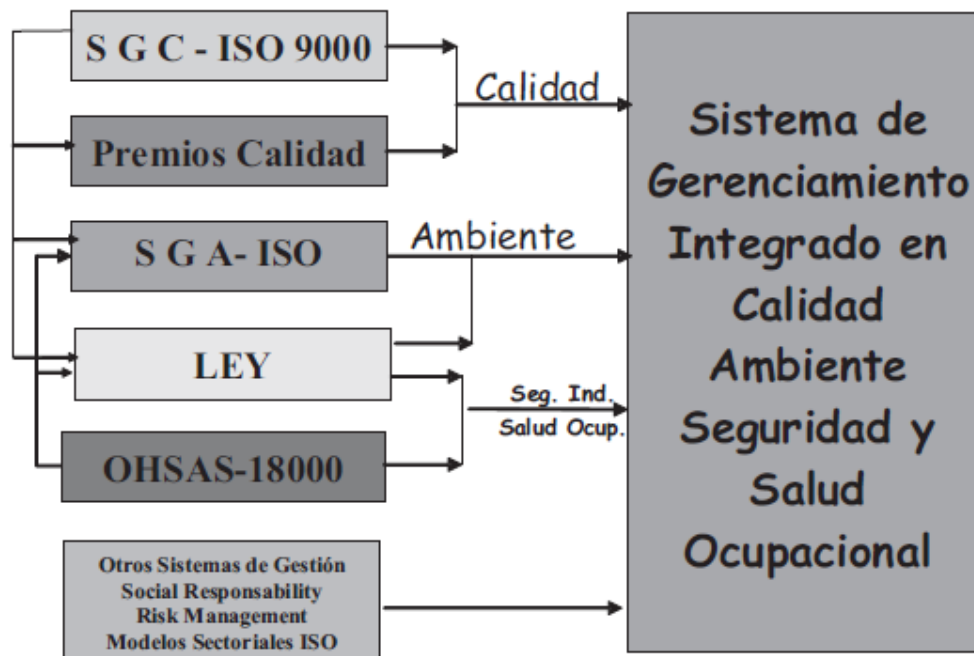 S G C - ISO 9000
Premios Calidad
S G A- ISO
LEY
OHSAS-18000
Otros Sistemas de Gestión
Social Responsability
Risk Management
Modelos Sectoriales ISO
Calidad
Ambiente
Seg. Ind.
Salud Ocup.
Sistema de
Gerenciamiento
Integrado en
Calidad
Ambiente
Seguridad y
Salud
Ocupacional